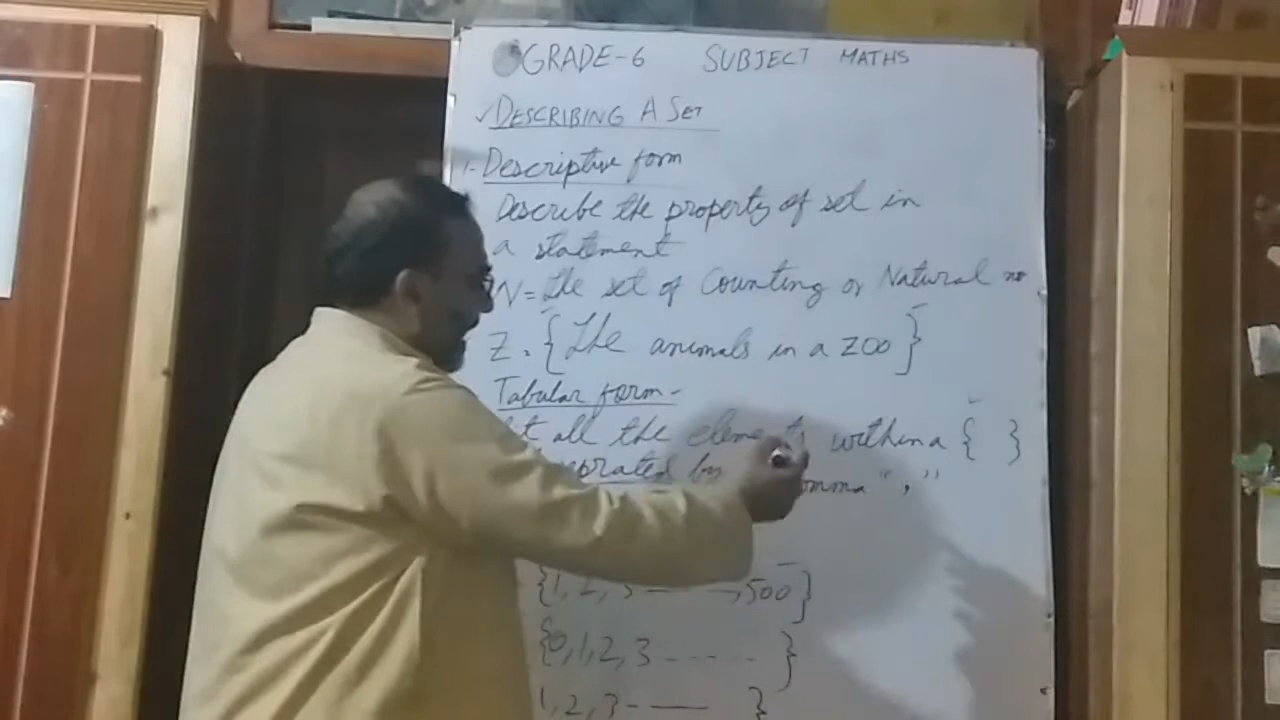 GRADE-6 SUBJECT MATHS
DESCRIBING A SET
1- Descriptive form
Describe the property of set in
a statement
N = The set of Counting or Natural no
Z = {The animals in a ZOO}
Tabular form-
all the elements within a { }
by comma " , "
{1, 2, 3 ——,500}
{0, 1, 2, 3 - - - - - }
1, 2, 3 - —— }